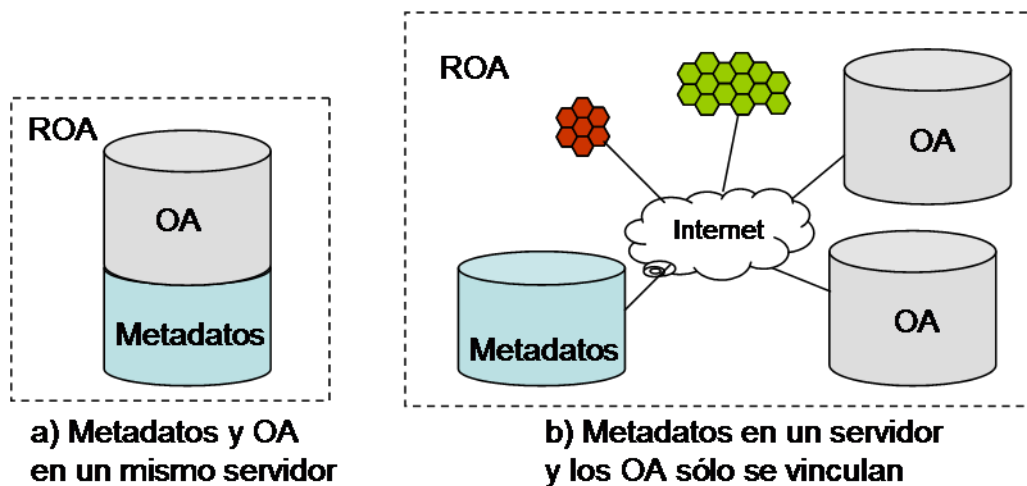 ROA
OA
Metadatos
a) Metadatos y OA
en un mismo servidor
ROA
OA
Internet
OA
Metadatos
b) Metadatos en un servidor
y los OA sólo se vinculan